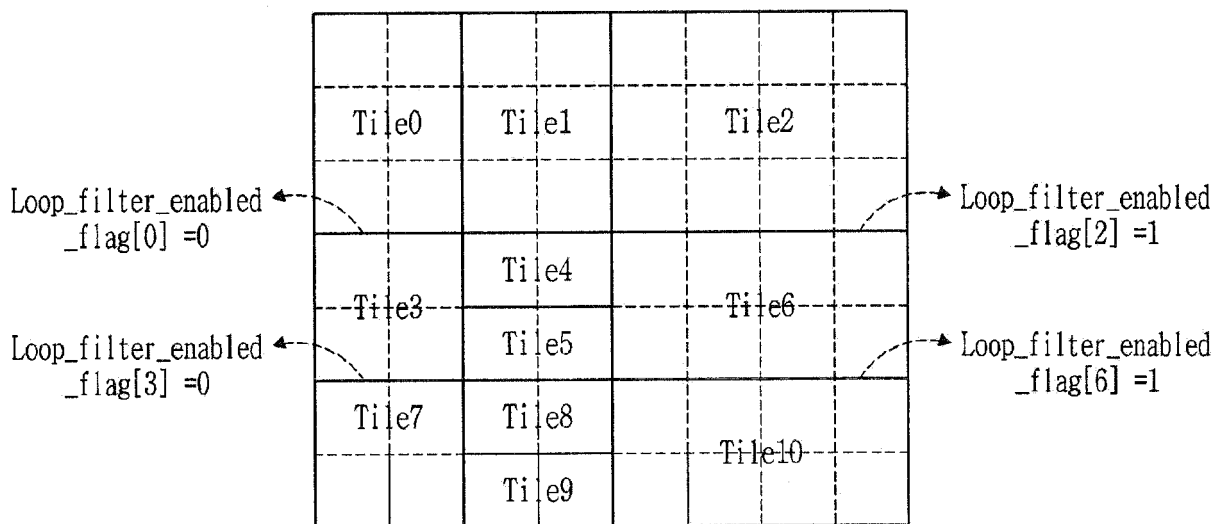 Tile0
Tile1
Tile2
Loop_filter_enabled
_flag[0] =0
Loop_filter_enabled
_flag[2] =1
Tile4
Tile3
Tile6
Tile5
Loop_filter_enabled
_flag[3] =0
Loop_filter_enabled
_flag[6] =1
Tile7
Tile8
Tile10
Tile9